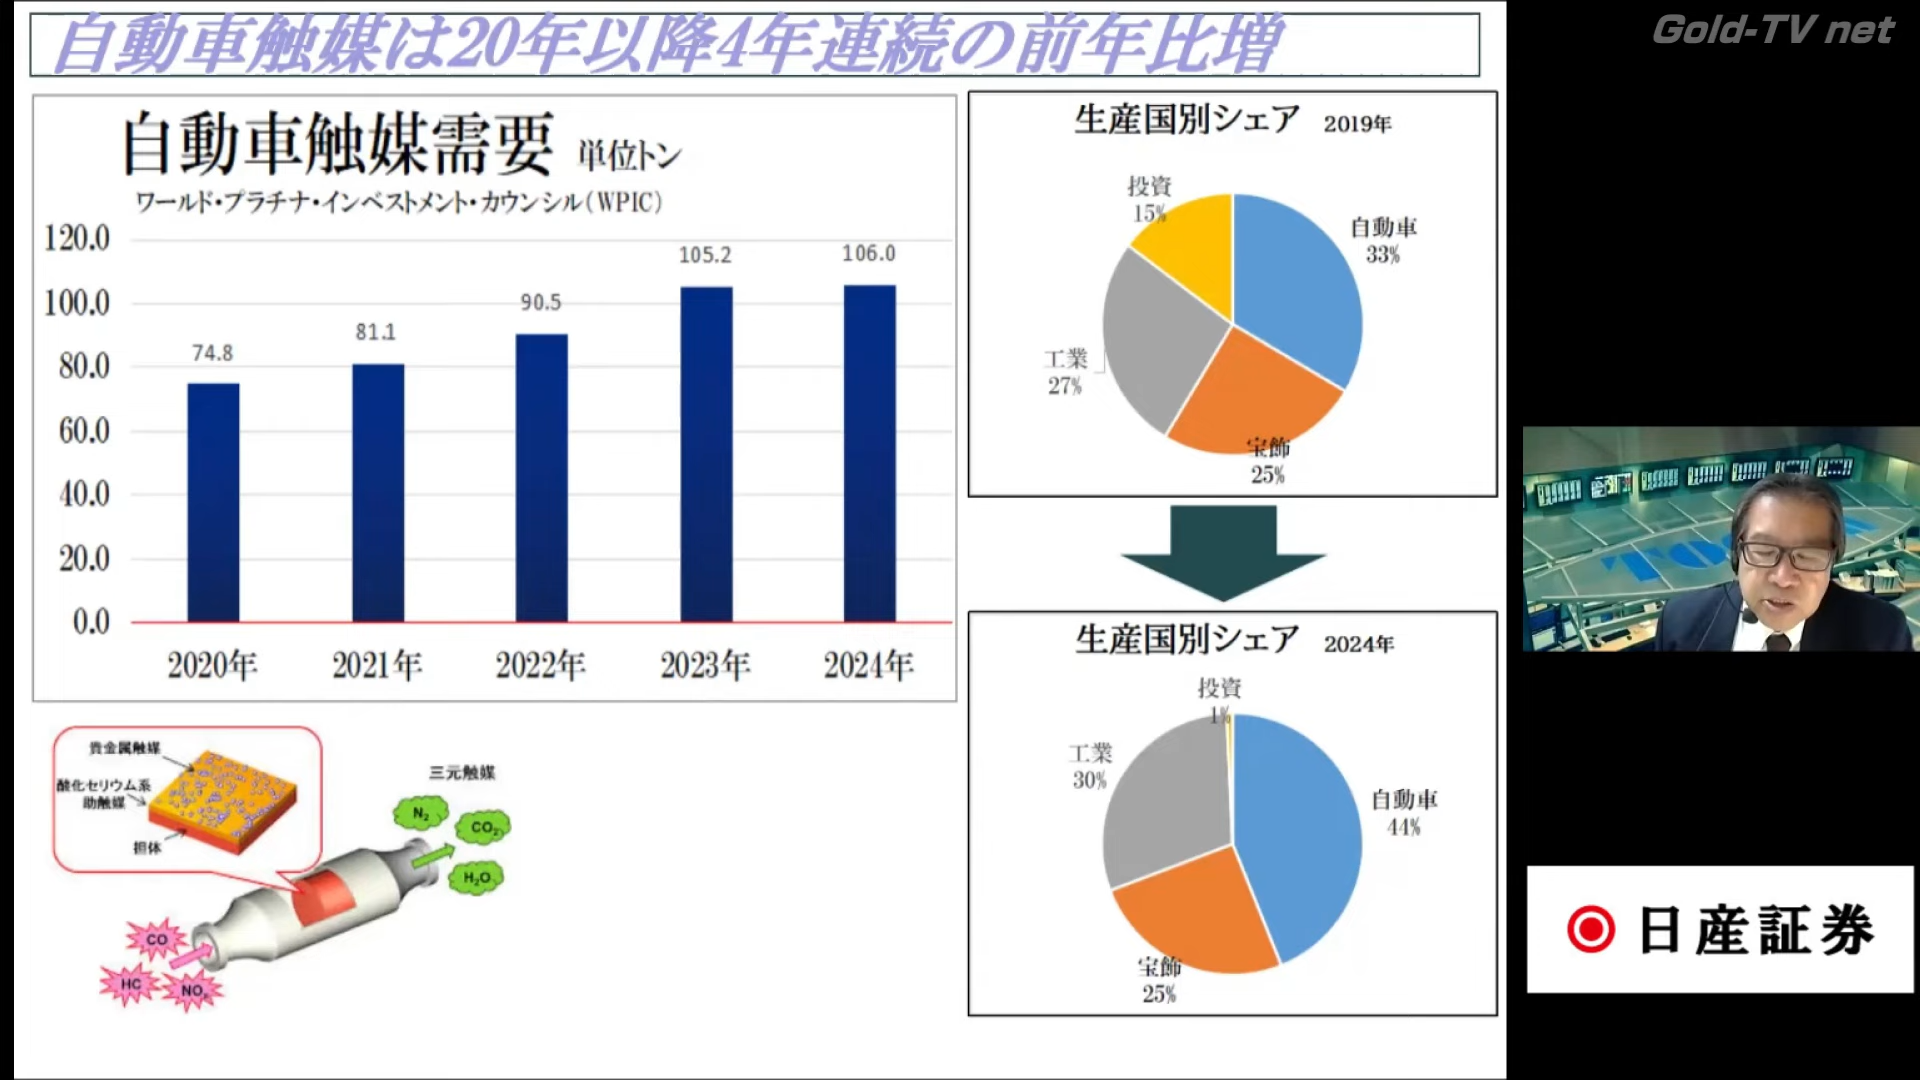 自動車触媒は20年以降4年連続の前年比増
Gold-TV net
自動車触媒需要 単位トン
ワールド・プラチナ・インベストメント・カウンシル(WPIC)
120.0
100.0
80.0
60.0
40.0
20.0
0.0
74.8
81.1
90.5
105.2
106.0
2020年
2021年
2022年
2023年
2024年
生産国別シェア 2019年
投資
15%
自動車
33%
工業
27%
宝飾
25%
生産国別シェア 2024年
投資
1%
工業
30%
自動車
44%
宝飾
25%
貴金属触媒
酸化セリウム系
助触媒
担体
三元触媒
N2
CO2
H2O
CO
HC
NOx
日産証券